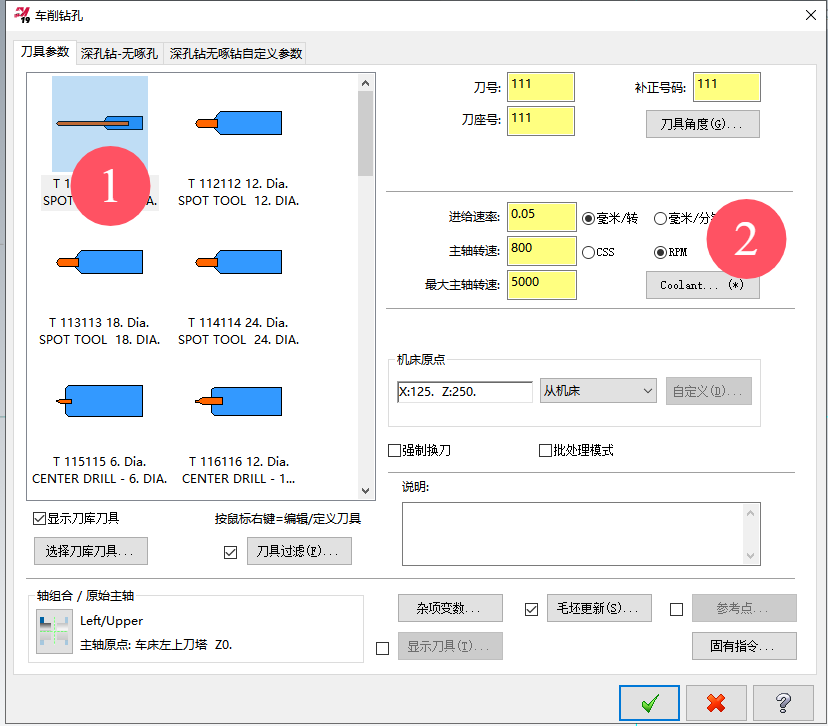 车削钻孔
刀具参数 深孔钻-无啄孔 深孔钻无啄钻自定义参数
T 1
SPOT A.
1
T 112112 12. Dia.
SPOT TOOL 12. DIA.
T 113113 18. Dia.
SPOT TOOL 18. DIA.
T 114114 24. Dia.
SPOT TOOL 24. DIA.
T 115115 6. Dia.
CENTER DRILL - 6. DIA.
T 116116 12. Dia.
CENTER DRILL - 1...
显示刀库刀具 按鼠标右键=编辑/定义刀具
选择刀库刀具... 刀具过滤(F)...
刀号: 111 补正号码: 111
刀座号: 111 刀具角度(G)...
进给速率: 0.05 毫米/转 毫米/分
2
主轴转速: 800 CSS RPM
最大主轴转速: 5000 Coolant... (*)
机床原点
X:125. Z:250. 从机床 自定义(D)...
强制换刀 批处理模式
说明:
轴组合 / 原始主轴
Left/Upper
主轴原点: 车床左上刀塔 Z0.
杂项变数... 毛坯更新(S)... 参考点...
显示刀具(I)... 固有指令...